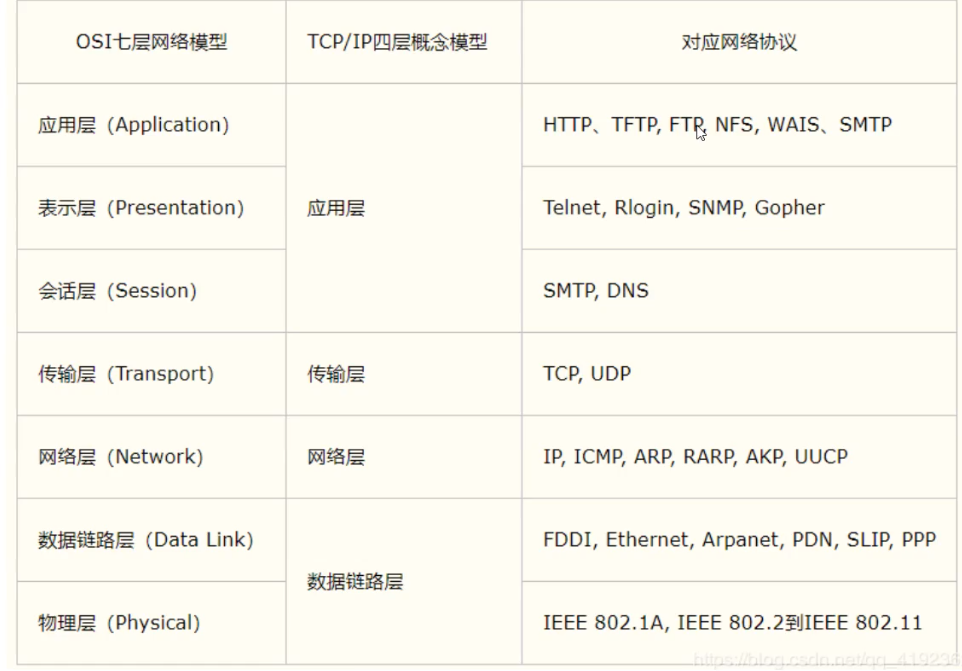 OSI七层网络模型 TCP/IP四层概念模型 对应网络协议
应用层（Application） HTTP、TFTP, FTP, NFS, WAIS、SMTP
表示层（Presentation） 应用层 Telnet, Rlogin, SNMP, Gopher
会话层（Session） SMTP, DNS
传输层（Transport） 传输层 TCP, UDP
网络层（Network） 网络层 IP, ICMP, ARP, RARP, AKP, UUCP
数据链路层（Data Link） FDDI, Ethernet, Arpanet, PDN, SLIP, PPP
数据链路层
物理层（Physical） IEEE 802.1A, IEEE 802.2到IEEE 802.11
https://blog.csdn.net/qq_419236